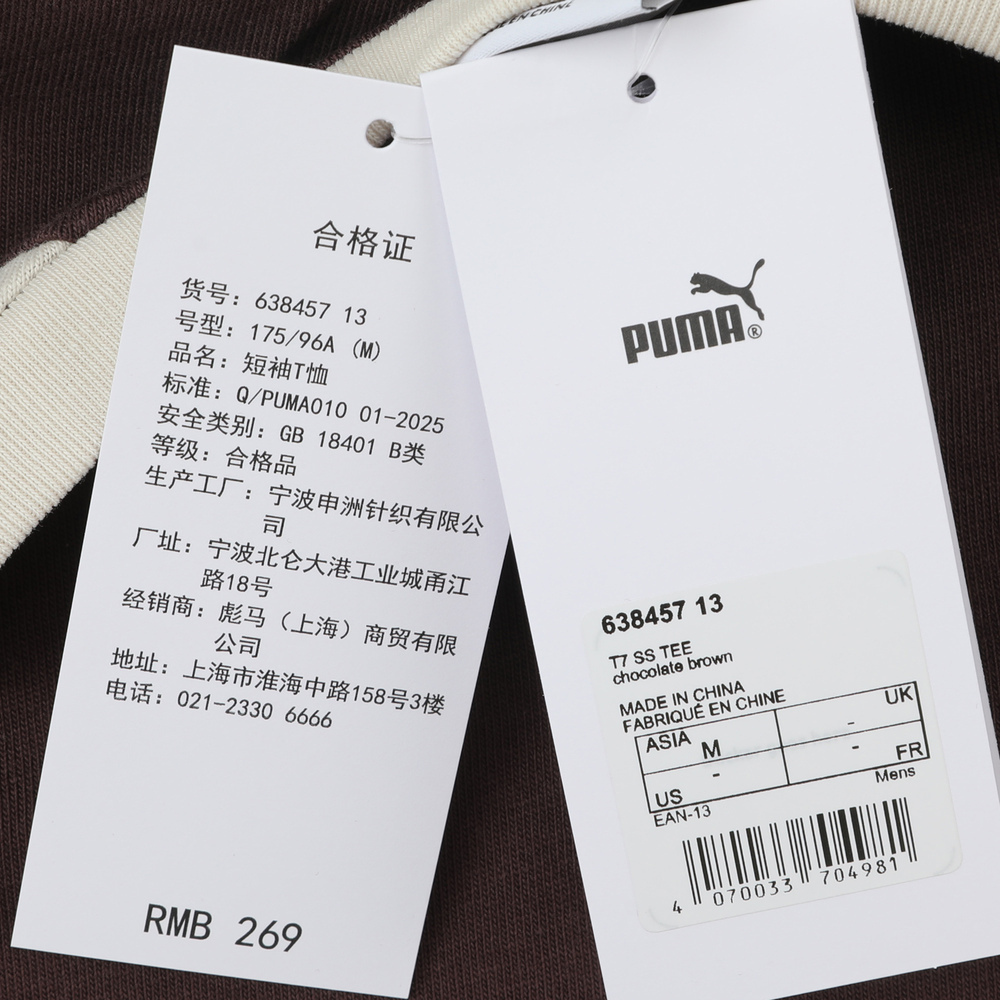 EN CHINE
合格证
货号：638457 13
号型：175/96A (M)
品名：短袖T恤
标准：Q/PUMA010 01-2025
安全类别：GB 18401 B类
等级：合格品
生产工厂：宁波申洲针织有限公
司
厂址：宁波北仑大港工业城甬江
路18号
经销商：彪马（上海）商贸有限
公司
地址：上海市淮海中路158号3楼
电话：021-2330 6666
RMB 269
PUMA®
638457 13
T7 SS TEE
chocolate brown
MADE IN CHINA
FABRIQUÉ EN CHINE
ASIA M - UK
US - - FR
EAN-13 Mens
4 070033 704981